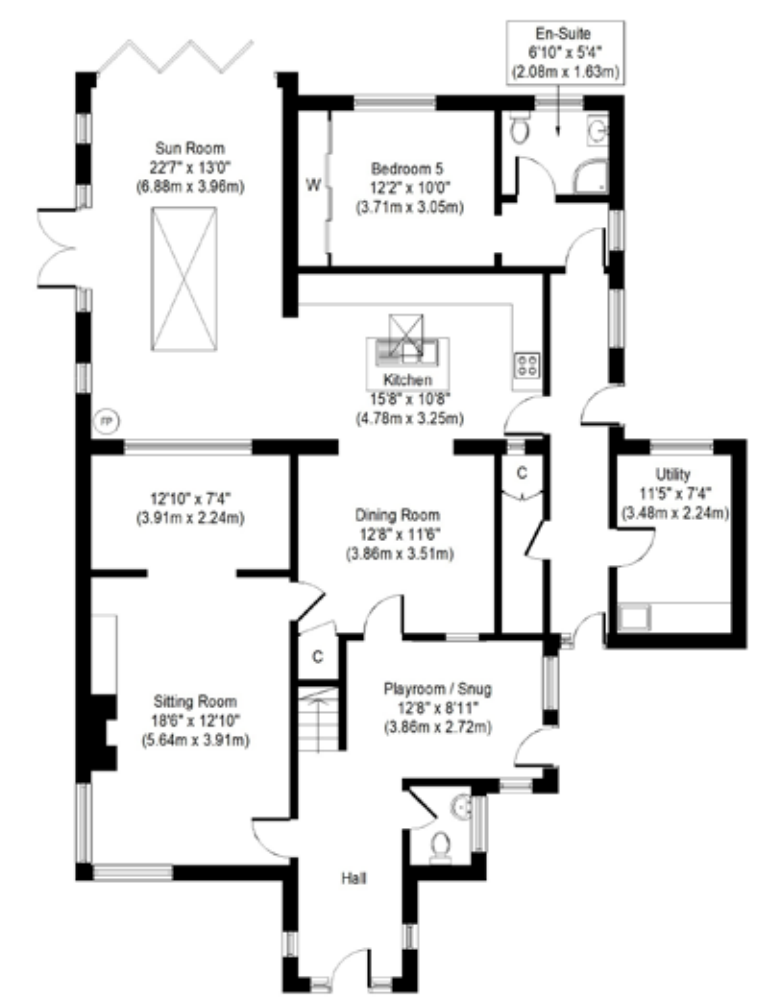 En-Suite
6'10" x 5'4"
(2.08m x 1.63m)
Sun Room
22'7" x 13'0"
(6.88m x 3.96m)
W
Bedroom 5
12'2" x 10'0"
(3.71m x 3.05m)
Kitchen
15'8" x 10'8"
(4.78m x 3.25m)
FP
C
Utility
11'5" x 7'4"
(3.48m x 2.24m)
12'10" x 7'4"
(3.91m x 2.24m)
Dining Room
12'8" x 11'6"
(3.86m x 3.51m)
C
Playroom / Snug
12'8" x 8'11"
(3.86m x 2.72m)
Sitting Room
18'6" x 12'10"
(5.64m x 3.91m)
Hall